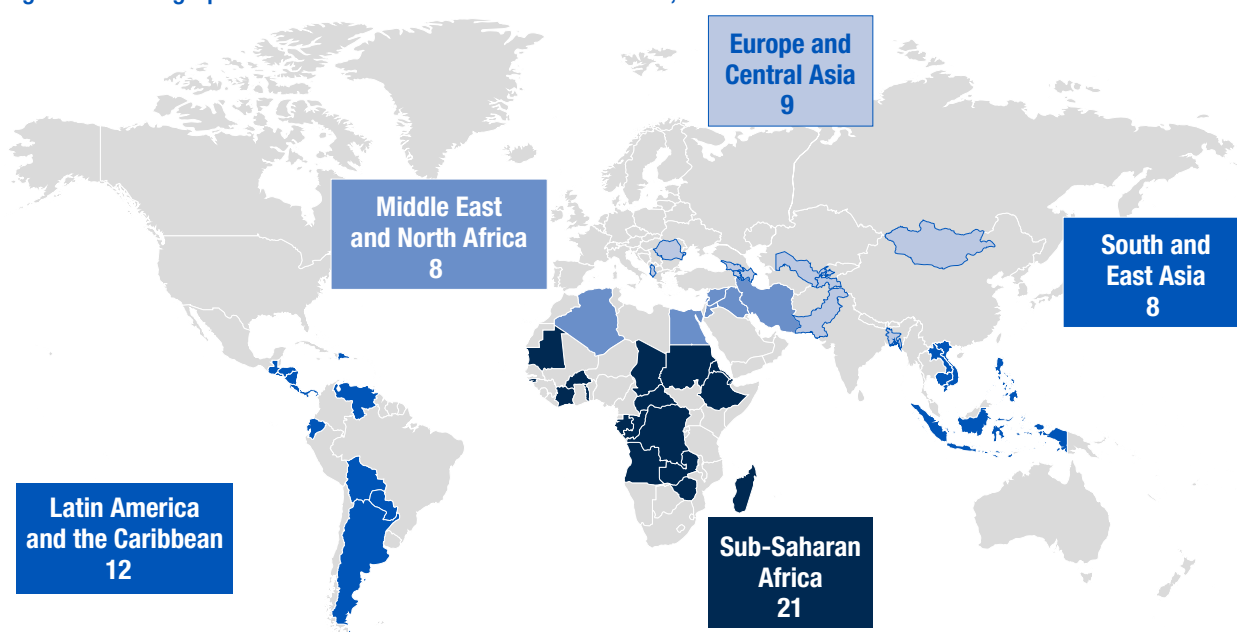 Europe and
Central Asia
9
Middle East
and North Africa
8
South and
East Asia
8
Latin America
and the Caribbean
12
Sub-Saharan
Africa
21